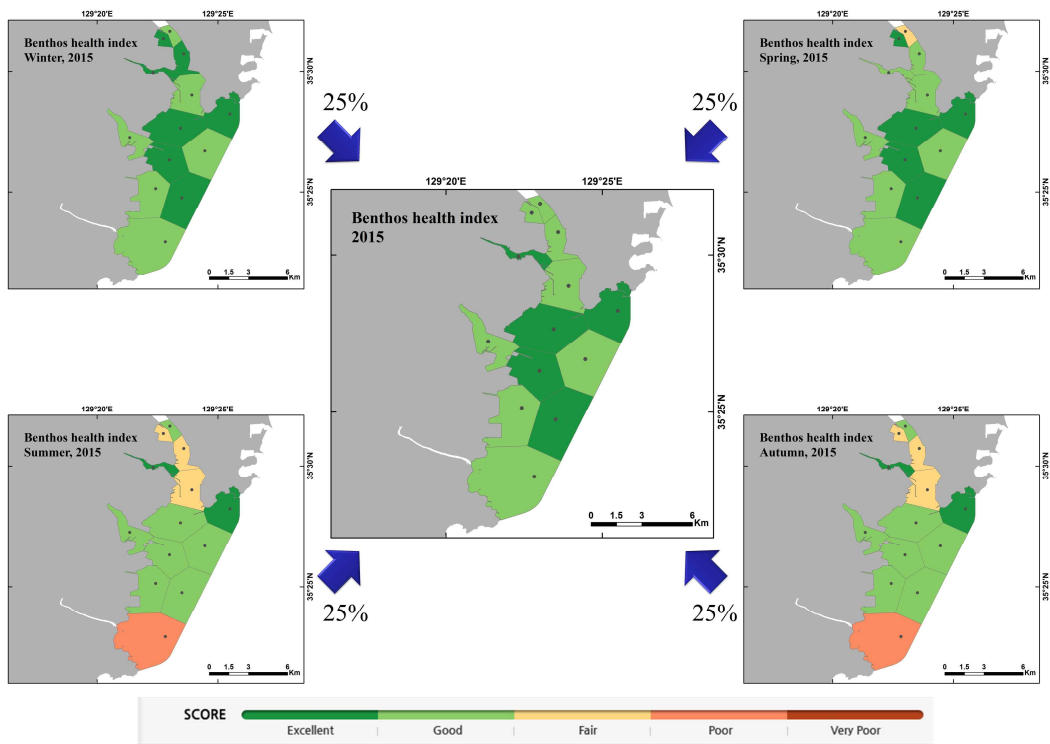 129°20'E 129°25'E
Benthos health index
Winter, 2015
35°30'N
35°25'N
0 1.5 3 6
Km
25%
129°20'E 129°25'E
Benthos health index
Spring, 2015
35°30'N
35°25'N
0 1.5 3 6
Km
25%
129°20'E 129°25'E
Benthos health index
2015
35°30'N
35°25'N
0 1.5 3 6
Km
129°20'E 129°25'E
Benthos health index
Summer, 2015
35°30'N
35°25'N
0 1.5 3 6
Km
25%
129°20'E 129°25'E
Benthos health index
Autumn, 2015
35°30'N
35°25'N
0 1.5 3 6
Km
25%
SCORE
Excellent Good Fair Poor Very Poor